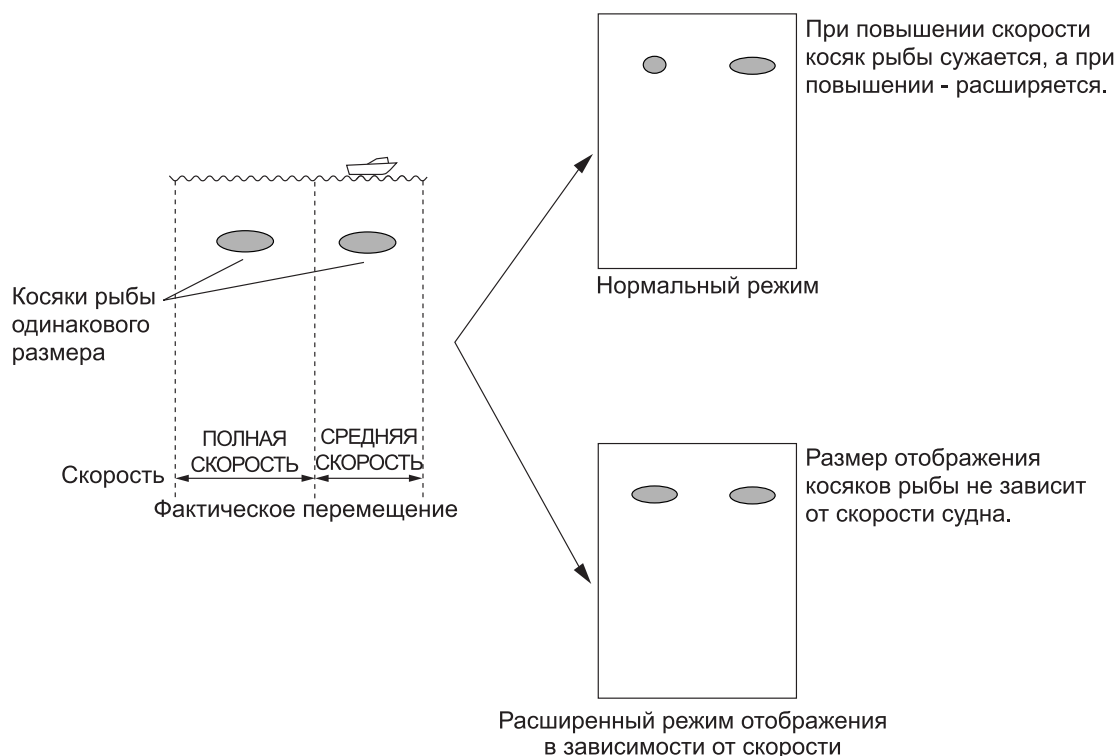 При повышении скорости
косяк рыбы сужается, а при
повышении - расширяется.
Нормальный режим
Косяки рыбы
одинакового
размера
ПОЛНАЯ
СКОРОСТЬ
СРЕДНЯЯ
СКОРОСТЬ
Скорость
Фактическое перемещение
Размер отображения
косяков рыбы не зависит
от скорости судна.
Расширенный режим отображения
в зависимости от скорости